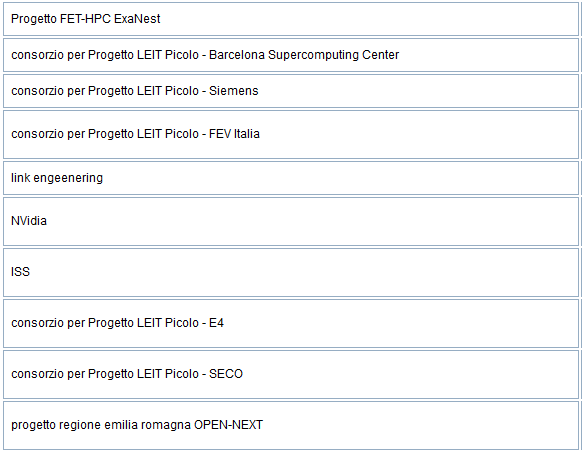 Progetto FET-HPC ExaNest
consorzio per Progetto LEIT Picolo - Barcelona Supercomputing Center
consorzio per Progetto LEIT Picolo - Siemens
consorzio per Progetto LEIT Picolo - FEV Italia
link engeenering
NVidia
ISS
consorzio per Progetto LEIT Picolo - E4
consorzio per Progetto LEIT Picolo - SECO
progetto regione emilia romagna OPEN-NEXT